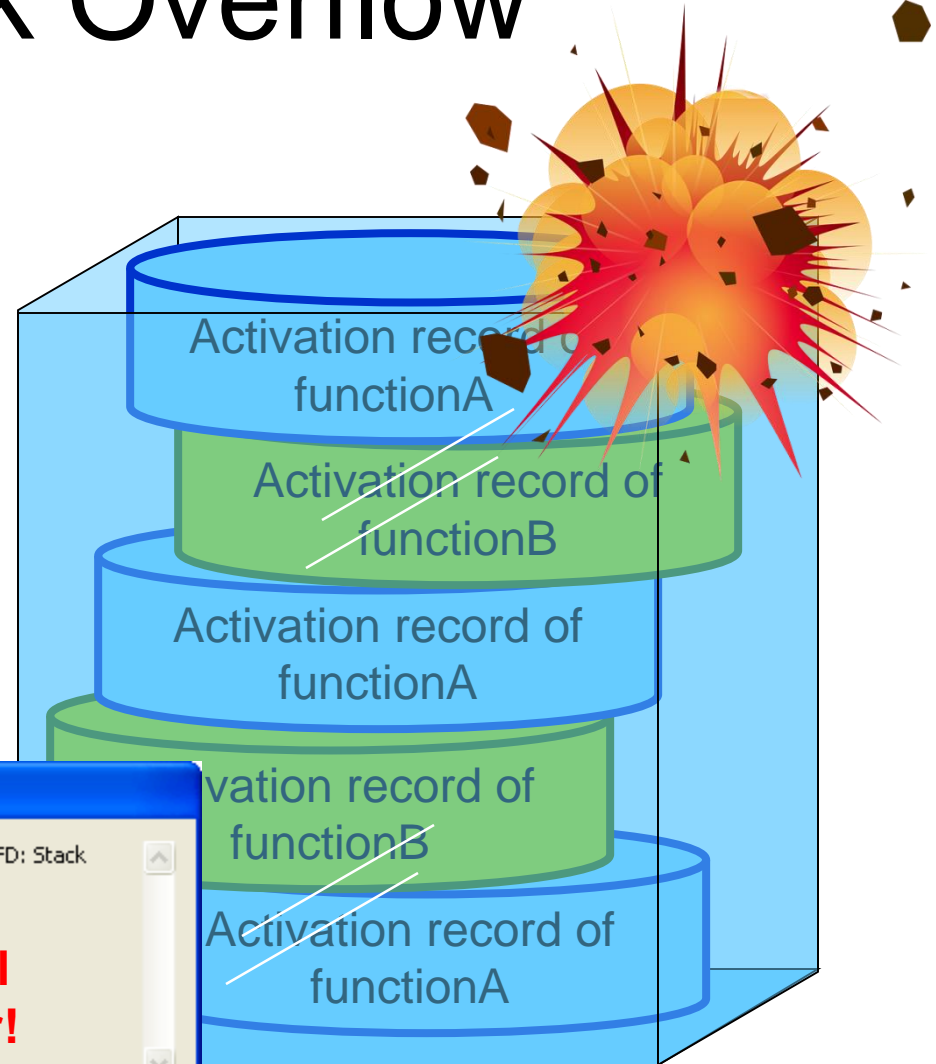 Overflow
Activation record of
functionA
Activation record of
functionB
Activation record of
functionA
vation record of
functionB
FD: Stack
Activation record of
functionA
!